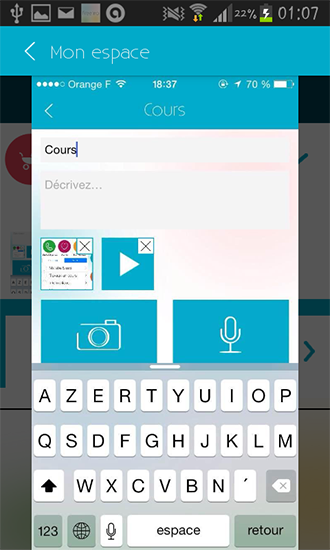 22% 01:07
Mon espace
Orange F 18:37 70 %
Cours
Cours
Décrivez...
A Z E R T Y U I O P
Q S D F G H J K L M
W X C V B N ´
123 espace retour